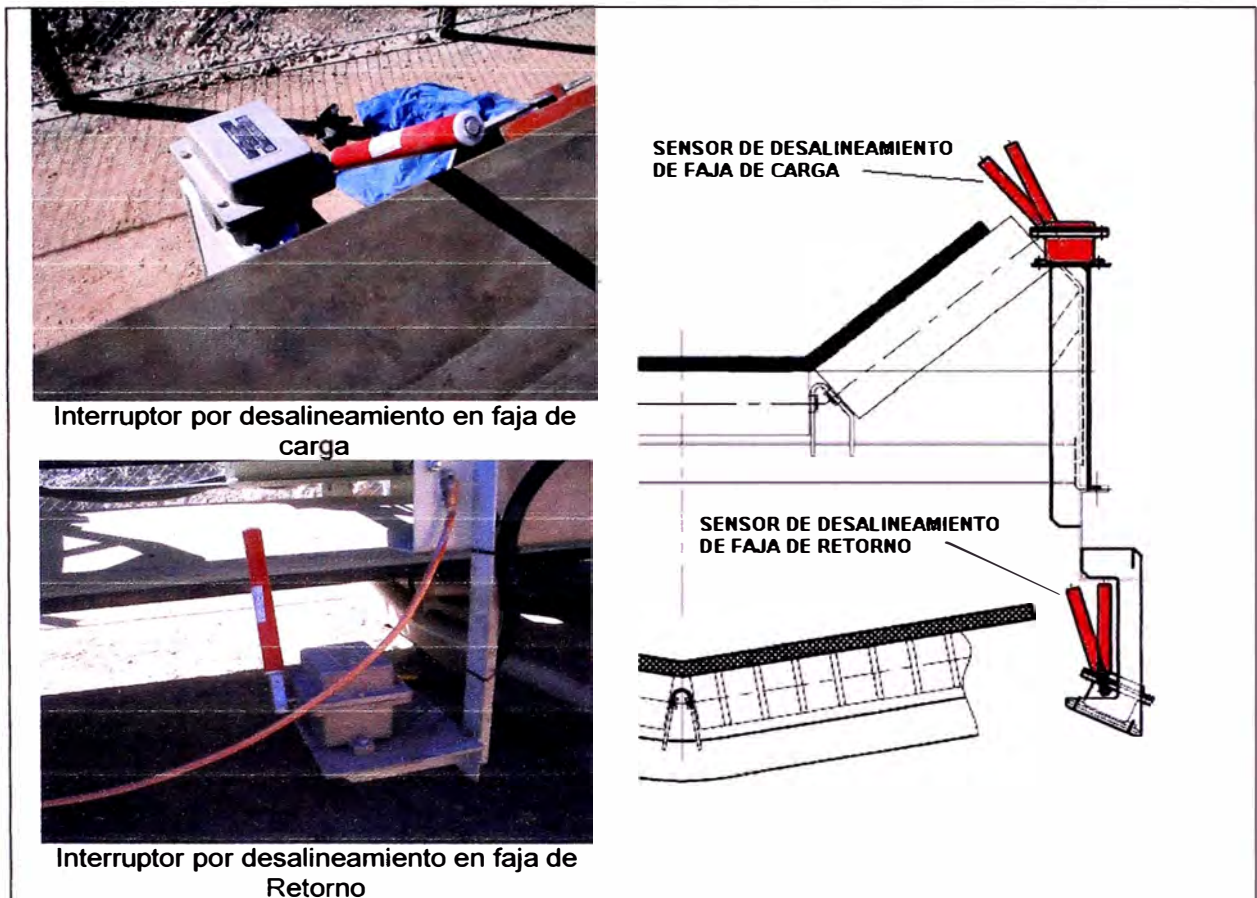 Interruptor por desalineamiento en faja de
carga
Interruptor por desalineamiento en faja de
Retorno
SENSOR DE DESALINEAMIENTO
DE FAJA DE CARGA
SENSOR DE DESALINEAMIENTO
DE FAJA DE RETORNO